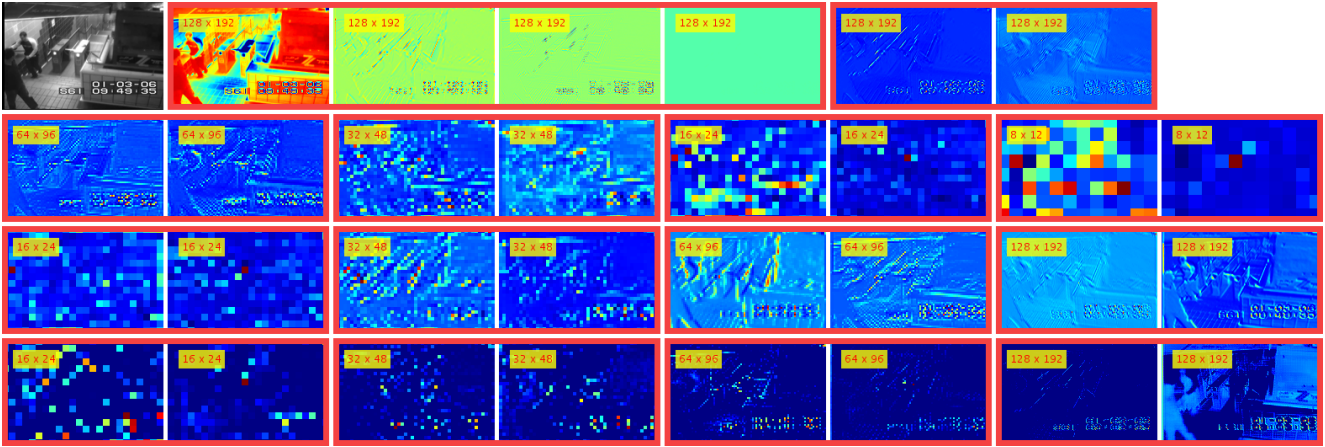 128 x 192 128 x 192 128 x 192 128 x 192 128 x 192 128 x 192
01-03-06
09:49:35
64 x 96 64 x 96 32 x 48 32 x 48 16 x 24 16 x 24 8 x 12 8 x 12
16 x 24 16 x 24 32 x 48 32 x 48 64 x 96 64 x 96 128 x 192 128 x 192
16 x 24 16 x 24 32 x 48 32 x 48 64 x 96 64 x 96 128 x 192 128 x 192